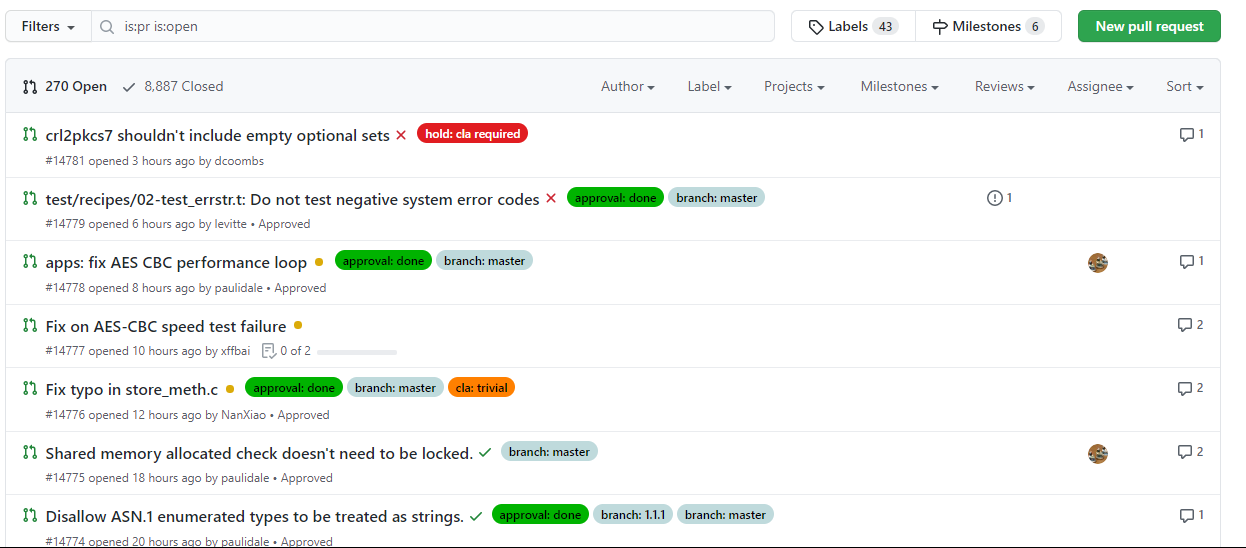 Filters is:pr is:open Labels 43 Milestones 6 New pull request
270 Open 8,887 Closed Author Label Projects Milestones Reviews Assignee Sort
crl2pkcs7 shouldn't include empty optional sets hold: cla required 1
#14781 opened 3 hours ago by dcoombs
test/recipes/02-test_errstr.t: Do not test negative system error codes approval: done branch: master 1
#14779 opened 6 hours ago by levitte • Approved
apps: fix AES CBC performance loop approval: done branch: master 1
#14778 opened 8 hours ago by paulidale • Approved
Fix on AES-CBC speed test failure 2
#14777 opened 10 hours ago by xffbai 0 of 2
Fix typo in store_meth.c approval: done branch: master cla: trivial 2
#14776 opened 12 hours ago by NanXiao • Approved
Shared memory allocated check doesn't need to be locked. branch: master 2
#14775 opened 18 hours ago by paulidale • Approved
Disallow ASN.1 enumerated types to be treated as strings. approval: done branch: 1.1.1 branch: master 1
#14774 opened 20 hours ago by paulidale • Approved